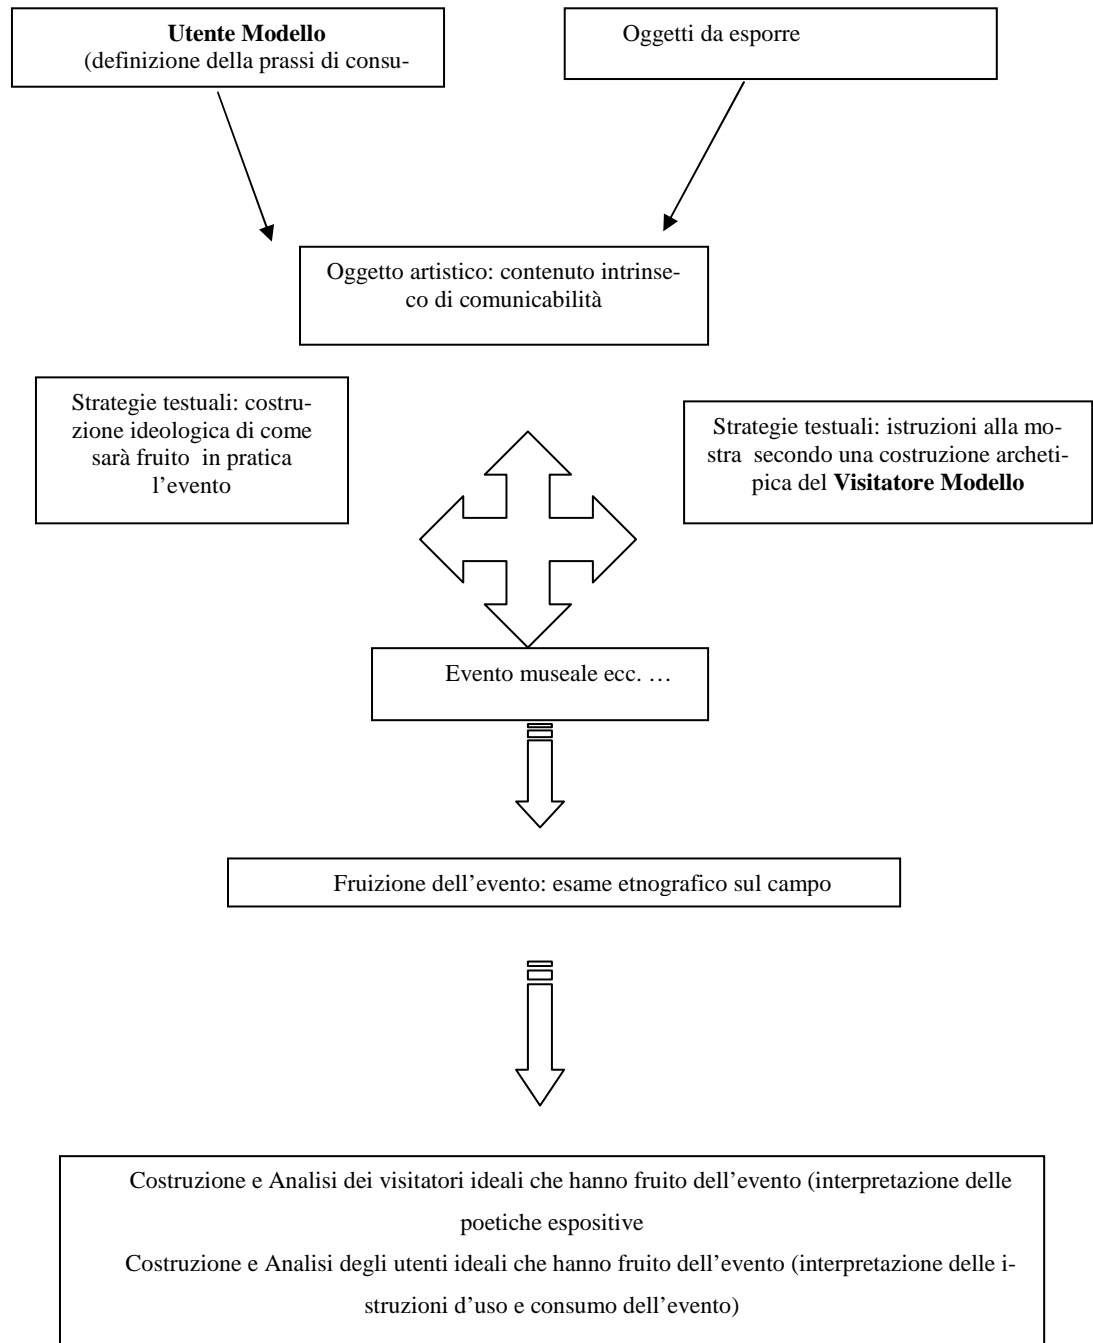 Utente Modello
(definizione della prassi di consu-
Oggetti da esporre
Oggetto artistico: contenuto intrinse-
co di comunicabilità
Strategie testuali: costru-
zione ideologica di come
sarà fruito in pratica
l’evento
Strategie testuali: istruzioni alla mo-
stra secondo una costruzione archeti-
pica del Visitatore Modello
Evento museale ecc. …
Fruizione dell’evento: esame etnografico sul campo
Costruzione e Analisi dei visitatori ideali che hanno fruito dell’evento (interpretazione delle
poetiche espositive
Costruzione e Analisi degli utenti ideali che hanno fruito dell’evento (interpretazione delle i-
struzioni d’uso e consumo dell’evento)